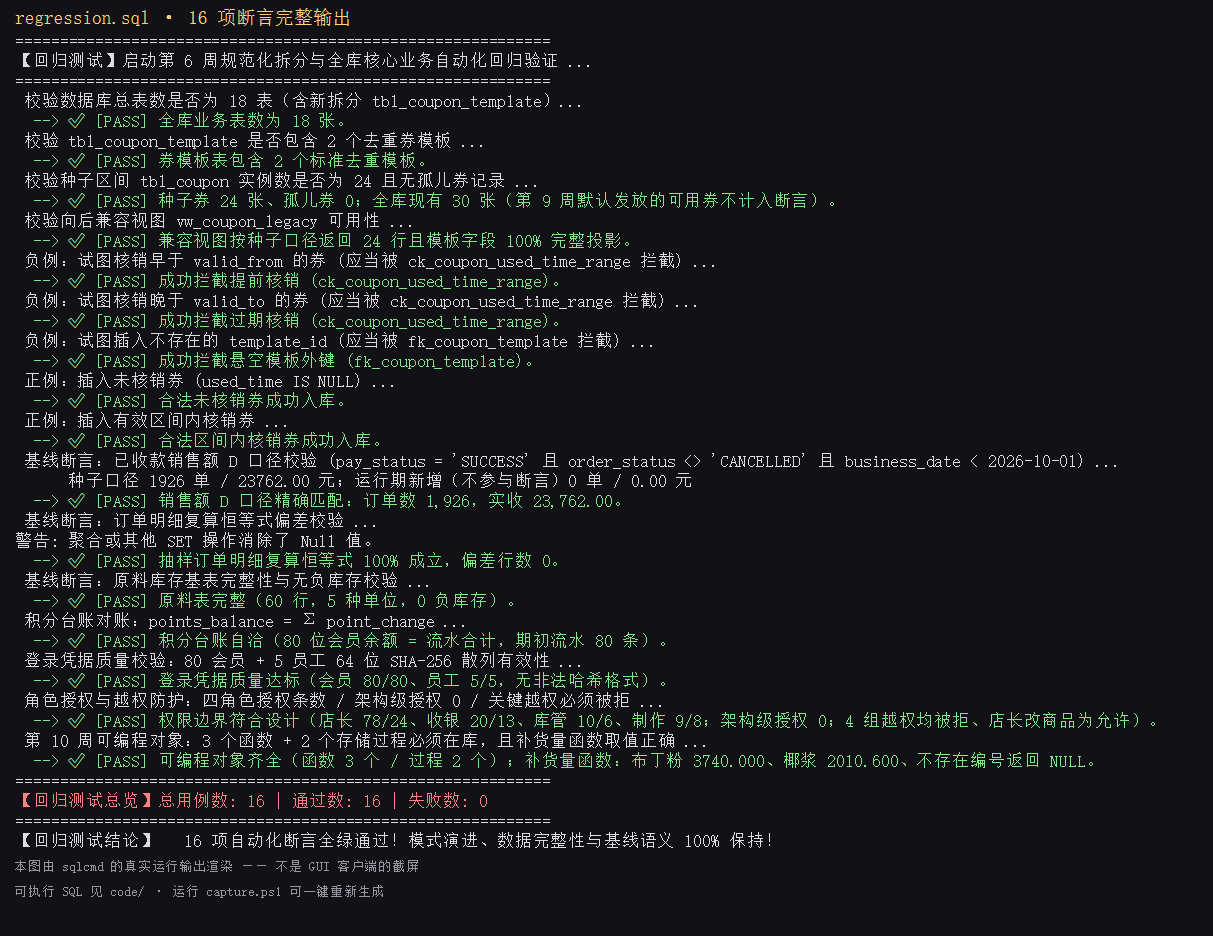 regression.sql · 16 项断言完整输出
============================================================
【回归测试】启动第 6 周规范化拆分与全库核心业务自动化回归验证 ...
============================================================
校验数据库总表数是否为 18 表（含新拆分 tbl_coupon_template）...
--> ✅ [PASS] 全库业务表数为 18 张。
校验 tbl_coupon_template 是否包含 2 个去重券模板 ...
--> ✅ [PASS] 券模板表包含 2 个标准去重模板。
校验种子区间 tbl_coupon 实例数是否为 24 且无孤儿券记录 ...
--> ✅ [PASS] 种子券 24 张、孤儿券 0；全库现有 30 张（第 9 周默认发放的可用券不计入断言）。
校验向后兼容视图 vw_coupon_legacy 可用性 ...
--> ✅ [PASS] 兼容视图按种子口径返回 24 行且模板字段 100% 完整投影。
负例：试图核销早于 valid_from 的券 (应当被 ck_coupon_used_time_range 拦截) ...
--> ✅ [PASS] 成功拦截提前核销 (ck_coupon_used_time_range)。
负例：试图核销晚于 valid_to 的券 (应当被 ck_coupon_used_time_range 拦截) ...
--> ✅ [PASS] 成功拦截过期核销 (ck_coupon_used_time_range)。
负例：试图插入不存在的 template_id (应当被 fk_coupon_template 拦截) ...
--> ✅ [PASS] 成功拦截悬空模板外键 (fk_coupon_template)。
正例：插入未核销券 (used_time IS NULL) ...
--> ✅ [PASS] 合法未核销券成功入库。
正例：插入有效区间内核销券 ...
--> ✅ [PASS] 合法区间内核销券成功入库。
基线断言：已收款销售额 D 口径校验 (pay_status = 'SUCCESS' 且 order_status <> 'CANCELLED' 且 business_date < 2026-10-01) ...
种子口径 1926 单 / 23762.00 元；运行期新增（不参与断言）0 单 / 0.00 元
--> ✅ [PASS] 销售额 D 口径精确匹配：订单数 1,926，实收 23,762.00。
基线断言：订单明细复算恒等式偏差校验 ...
警告: 聚合或其他 SET 操作消除了 Null 值。
--> ✅ [PASS] 抽样订单明细复算恒等式 100% 成立，偏差行数 0。
基线断言：原料库存基表完整性与无负库存校验 ...
--> ✅ [PASS] 原料表完整（60 行，5 种单位，0 负库存）。
积分台账对账：points_balance = Σ point_change ...
--> ✅ [PASS] 积分台账自洽（80 位会员余额 = 流水合计，期初流水 80 条）。
登录凭据质量校验：80 会员 + 5 员工 64 位 SHA-256 散列有效性 ...
--> ✅ [PASS] 登录凭据质量达标（会员 80/80、员工 5/5，无非法哈希格式）。
角色授权与越权防护：四角色授权条数 / 架构级授权 0 / 关键越权必须被拒 ...
--> ✅ [PASS] 权限边界符合设计（店长 78/24、收银 20/13、库管 10/6、制作 9/8；架构级授权 0；4 组越权均被拒、店长改商品为允许）。
第 10 周可编程对象：3 个函数 + 2 个存储过程必须在库，且补货量函数取值正确 ...
--> ✅ [PASS] 可编程对象齐全（函数 3 个 / 过程 2 个）；补货量函数：布丁粉 3740.000、椰浆 2010.600、不存在编号返回 NULL。
============================================================
【回归测试总览】总用例数: 16 | 通过数: 16 | 失败数: 0
============================================================
【回归测试结论】 16 项自动化断言全绿通过！模式演进、数据完整性与基线语义 100% 保持！
本图由 sqlcmd 的真实运行输出渲染 —— 不是 GUI 客户端的截屏
可执行 SQL 见 code/ · 运行 capture.ps1 可一键重新生成